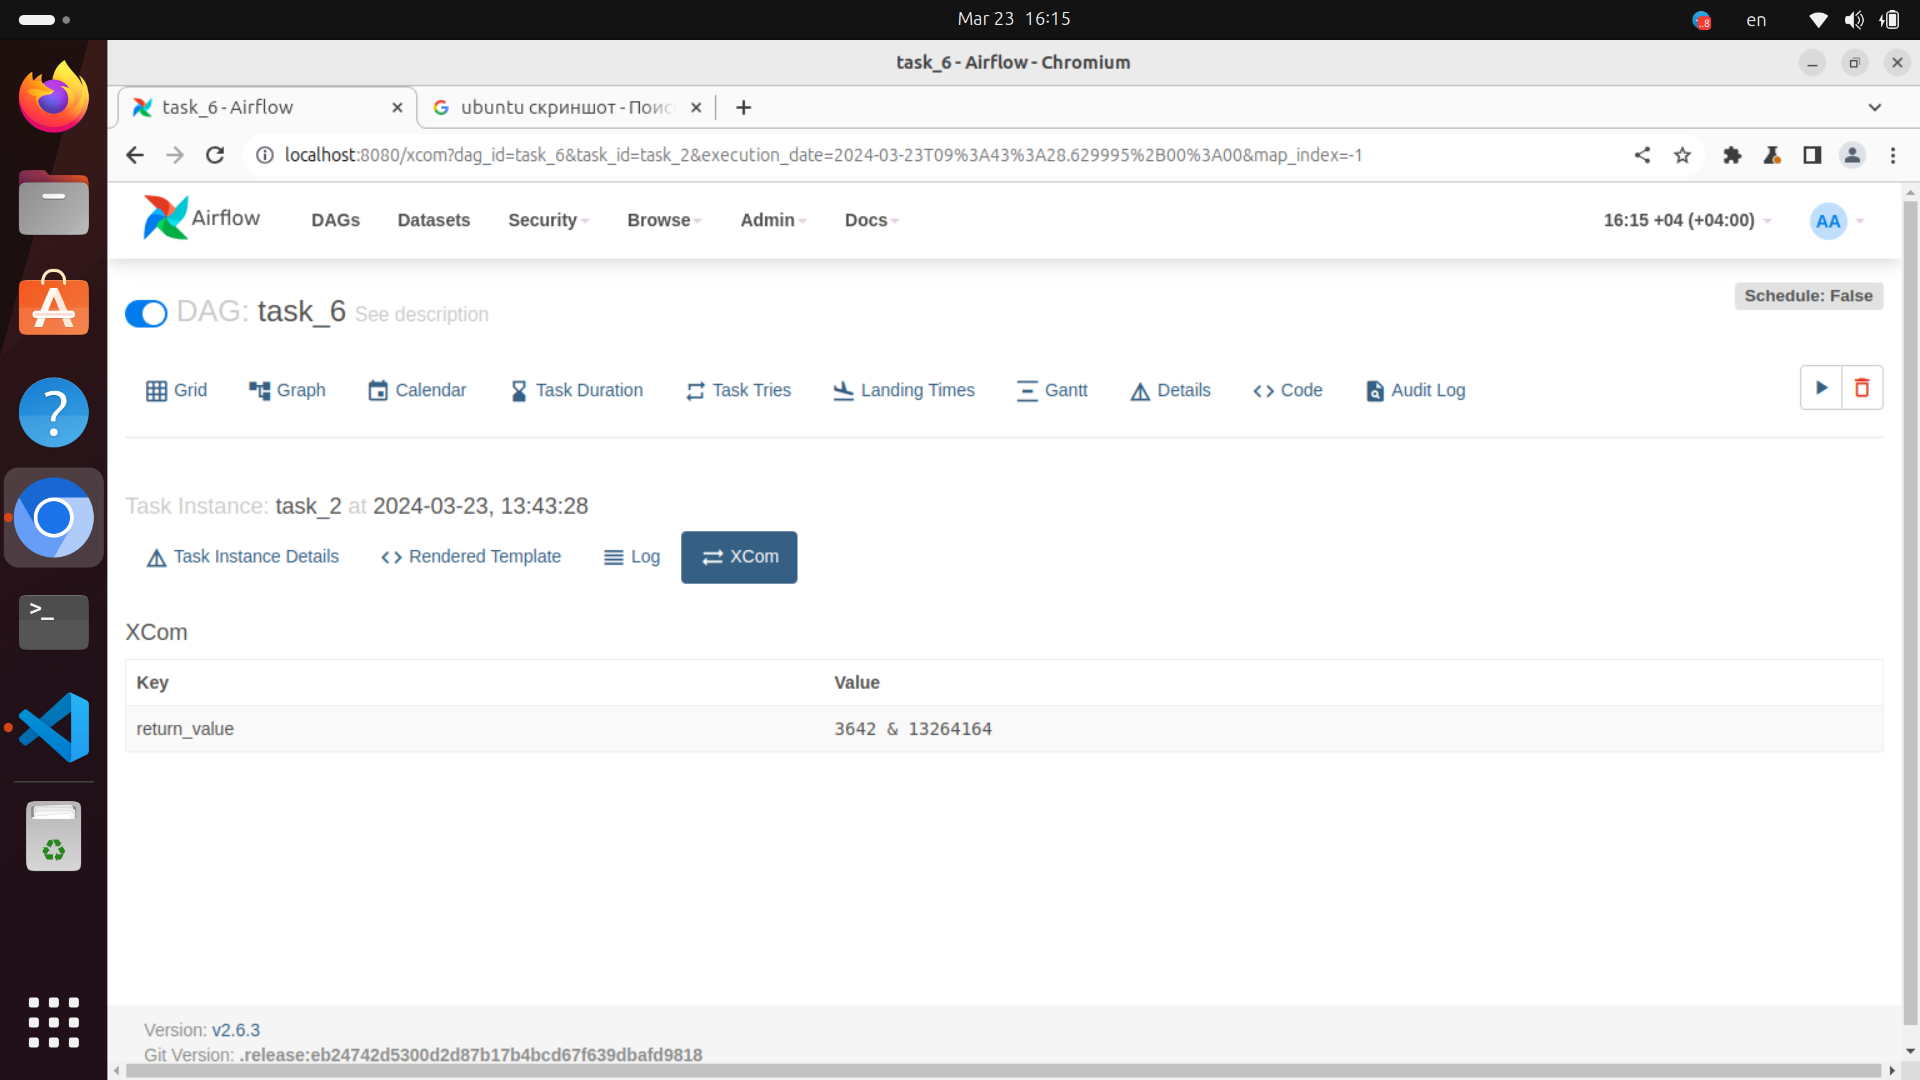 Mar 23 16:15
en
task_6 - Airflow - Chromium
task_6 - Airflow
ubuntu скриншот - Поис
localhost:8080/xcom?dag_id=task_6&task_id=task_2&execution_date=2024-03-23T09%3A43%3A28.629995%2B00%3A00&map_index=-1
Airflow DAGs Datasets Security Browse Admin Docs 16:15 +04 (+04:00) AA
DAG: task_6 See description
Schedule: False
Grid Graph Calendar Task Duration Task Tries Landing Times Gantt Details Code Audit Log
Task Instance: task_2 at 2024-03-23, 13:43:28
Task Instance Details Rendered Template Log XCom
XCom
Key Value
return_value 3642 & 13264164
Version: v2.6.3
Git Version: .release:eb24742d5300d2d87b17b4bcd67f639dbafd9818